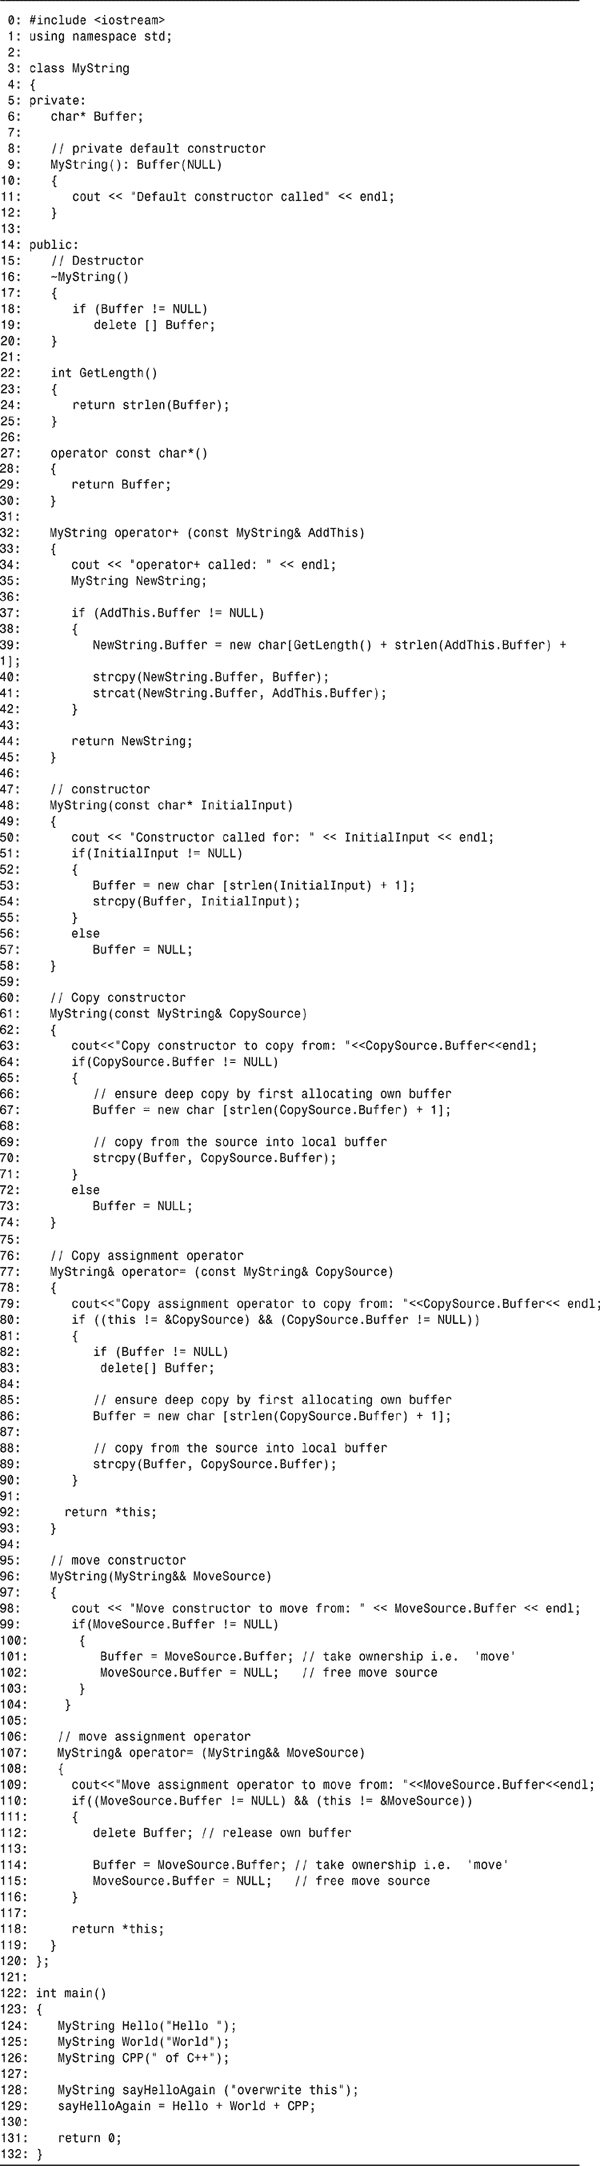 0: #include <iostream>
1: using namespace std;
2:
3: class MyString
4: {
5: private:
6:    char* Buffer;
7:
8:    // private default constructor
9:    MyString(): Buffer(NULL)
10:    {
11:       cout << "Default constructor called" << endl;
12:    }
13:
14: public:
15:    // Destructor
16:    ~MyString()
17:    {
18:       if (Buffer != NULL)
19:          delete [] Buffer;
20:    }
21:
22:    int GetLength()
23:    {
24:       return strlen(Buffer);
25:    }
26:
27:    operator const char*()
28:    {
29:       return Buffer;
30:    }
31:
32:    MyString operator+ (const MyString& AddThis)
33:    {
34:       cout << "operator+ called: " << endl;
35:       MyString NewString;
36:
37:       if (AddThis.Buffer != NULL)
38:       {
39:          NewString.Buffer = new char[GetLength() + strlen(AddThis.Buffer) +
1];
40:          strcpy(NewString.Buffer, Buffer);
41:          strcat(NewString.Buffer, AddThis.Buffer);
42:       }
43:
44:       return NewString;
45:    }
46:
47:    // constructor
48:    MyString(const char* InitialInput)
49:    {
50:       cout << "Constructor called for: " << InitialInput << endl;
51:       if(InitialInput != NULL)
52:       {
53:          Buffer = new char [strlen(InitialInput) + 1];
54:          strcpy(Buffer, InitialInput);
55:       }
56:       else
57:          Buffer = NULL;
58:    }
59:
60:    // Copy constructor
61:    MyString(const MyString& CopySource)
62:    {
63:       cout<<"Copy constructor to copy from: "<<CopySource.Buffer<<endl;
64:       if(CopySource.Buffer != NULL)
65:       {
66:          // ensure deep copy by first allocating own buffer
67:          Buffer = new char [strlen(CopySource.Buffer) + 1];
68:
69:          // copy from the source into local buffer
70:          strcpy(Buffer, CopySource.Buffer);
71:       }
72:       else
73:          Buffer = NULL;
74:    }
75:
76:    // Copy assignment operator
77:    MyString& operator= (const MyString& CopySource)
78:    {
79:       cout<<"Copy assignment operator to copy from: "<<CopySource.Buffer<< endl;
80:       if ((this != &CopySource) && (CopySource.Buffer != NULL))
81:       {
82:          if (Buffer != NULL)
83:           delete[] Buffer;
84:
85:          // ensure deep copy by first allocating own buffer
86:          Buffer = new char [strlen(CopySource.Buffer) + 1];
87:
88:          // copy from the source into local buffer
89:          strcpy(Buffer, CopySource.Buffer);
90:       }
91:
92:      return *this;
93:    }
94:
95:    // move constructor
96:    MyString(MyString&& MoveSource)
97:    {
98:       cout << "Move constructor to move from: " << MoveSource.Buffer << endl;
99:       if(MoveSource.Buffer != NULL)
100:       {
101:          Buffer = MoveSource.Buffer; // take ownership i.e.  'move'
102:          MoveSource.Buffer = NULL;   // free move source
103:       }
104:     }
105:
106:    // move assignment operator
107:    MyString& operator= (MyString&& MoveSource)
108:    {
109:      cout<<"Move assignment operator to move from: "<<MoveSource.Buffer<<endl;
110:      if((MoveSource.Buffer != NULL) && (this != &MoveSource))
111:      {
112:         delete Buffer; // release own buffer
113:
114:         Buffer = MoveSource.Buffer; // take ownership i.e.  'move'
115:         MoveSource.Buffer = NULL;   // free move source
116:      }
117:
118:      return *this;
119:   }
120: };
121:
122: int main()
123: {
124:    MyString Hello("Hello ");
125:    MyString World("World");
126:    MyString CPP(" of C++");
127:
128:    MyString sayHelloAgain ("overwrite this");
129:    sayHelloAgain = Hello + World + CPP;
130:
131:    return 0;
132: }